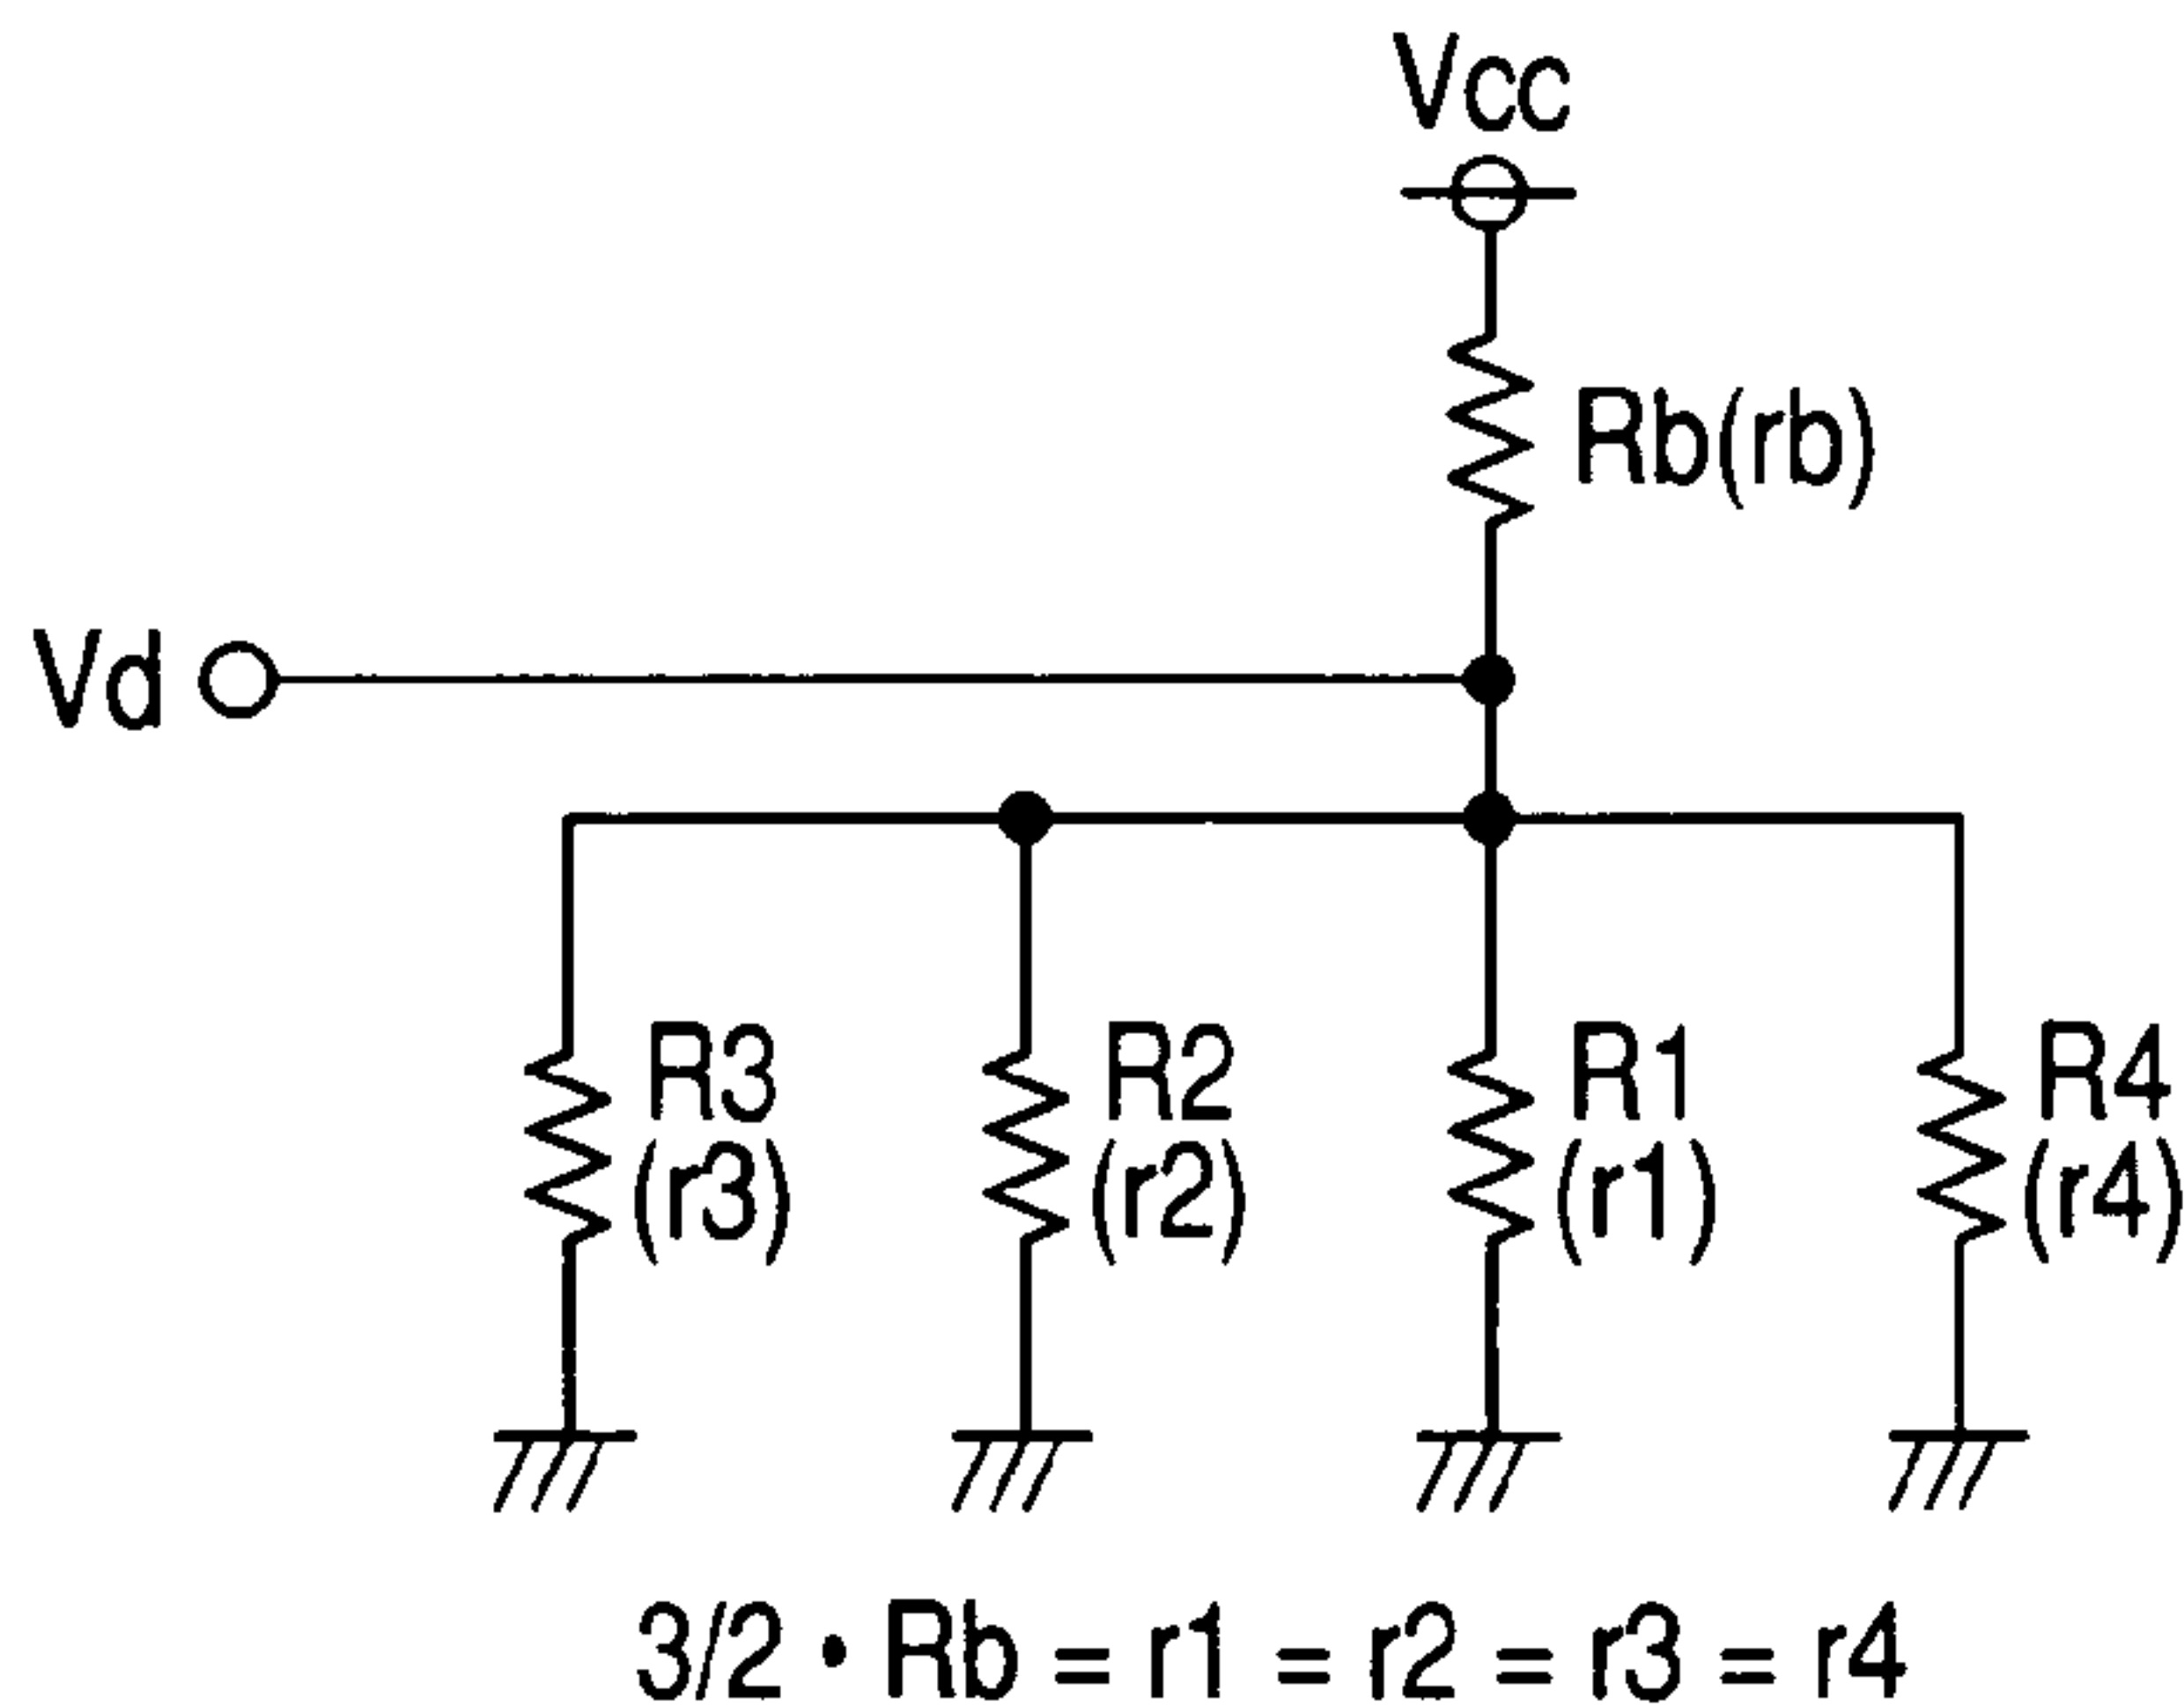 Vcc
Rb(rb)
Vd
R3 R2 R1 R4
(r3) (r2) (r1) (r4)
3/2 • Rb = r1 = r2 = r3 = r4